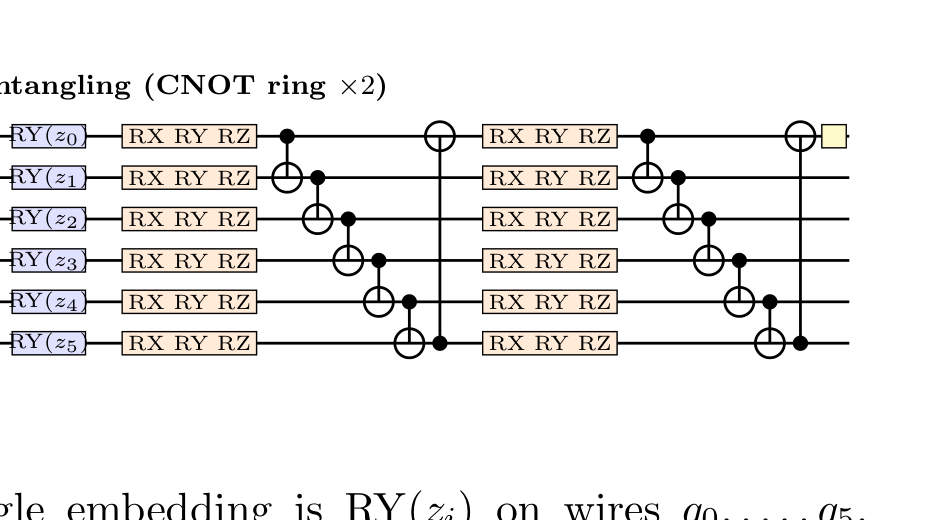 ntangling (CNOT ring ×2)
RY(z₀) RX RY RZ RX RY RZ
RY(z₁) RX RY RZ RX RY RZ
RY(z₂) RX RY RZ RX RY RZ
RY(z₃) RX RY RZ RX RY RZ
RY(z₄) RX RY RZ RX RY RZ
RY(z₅) RX RY RZ RX RY RZ
gle embedding is RY(zᵢ) on wires q₀,...,q₅.